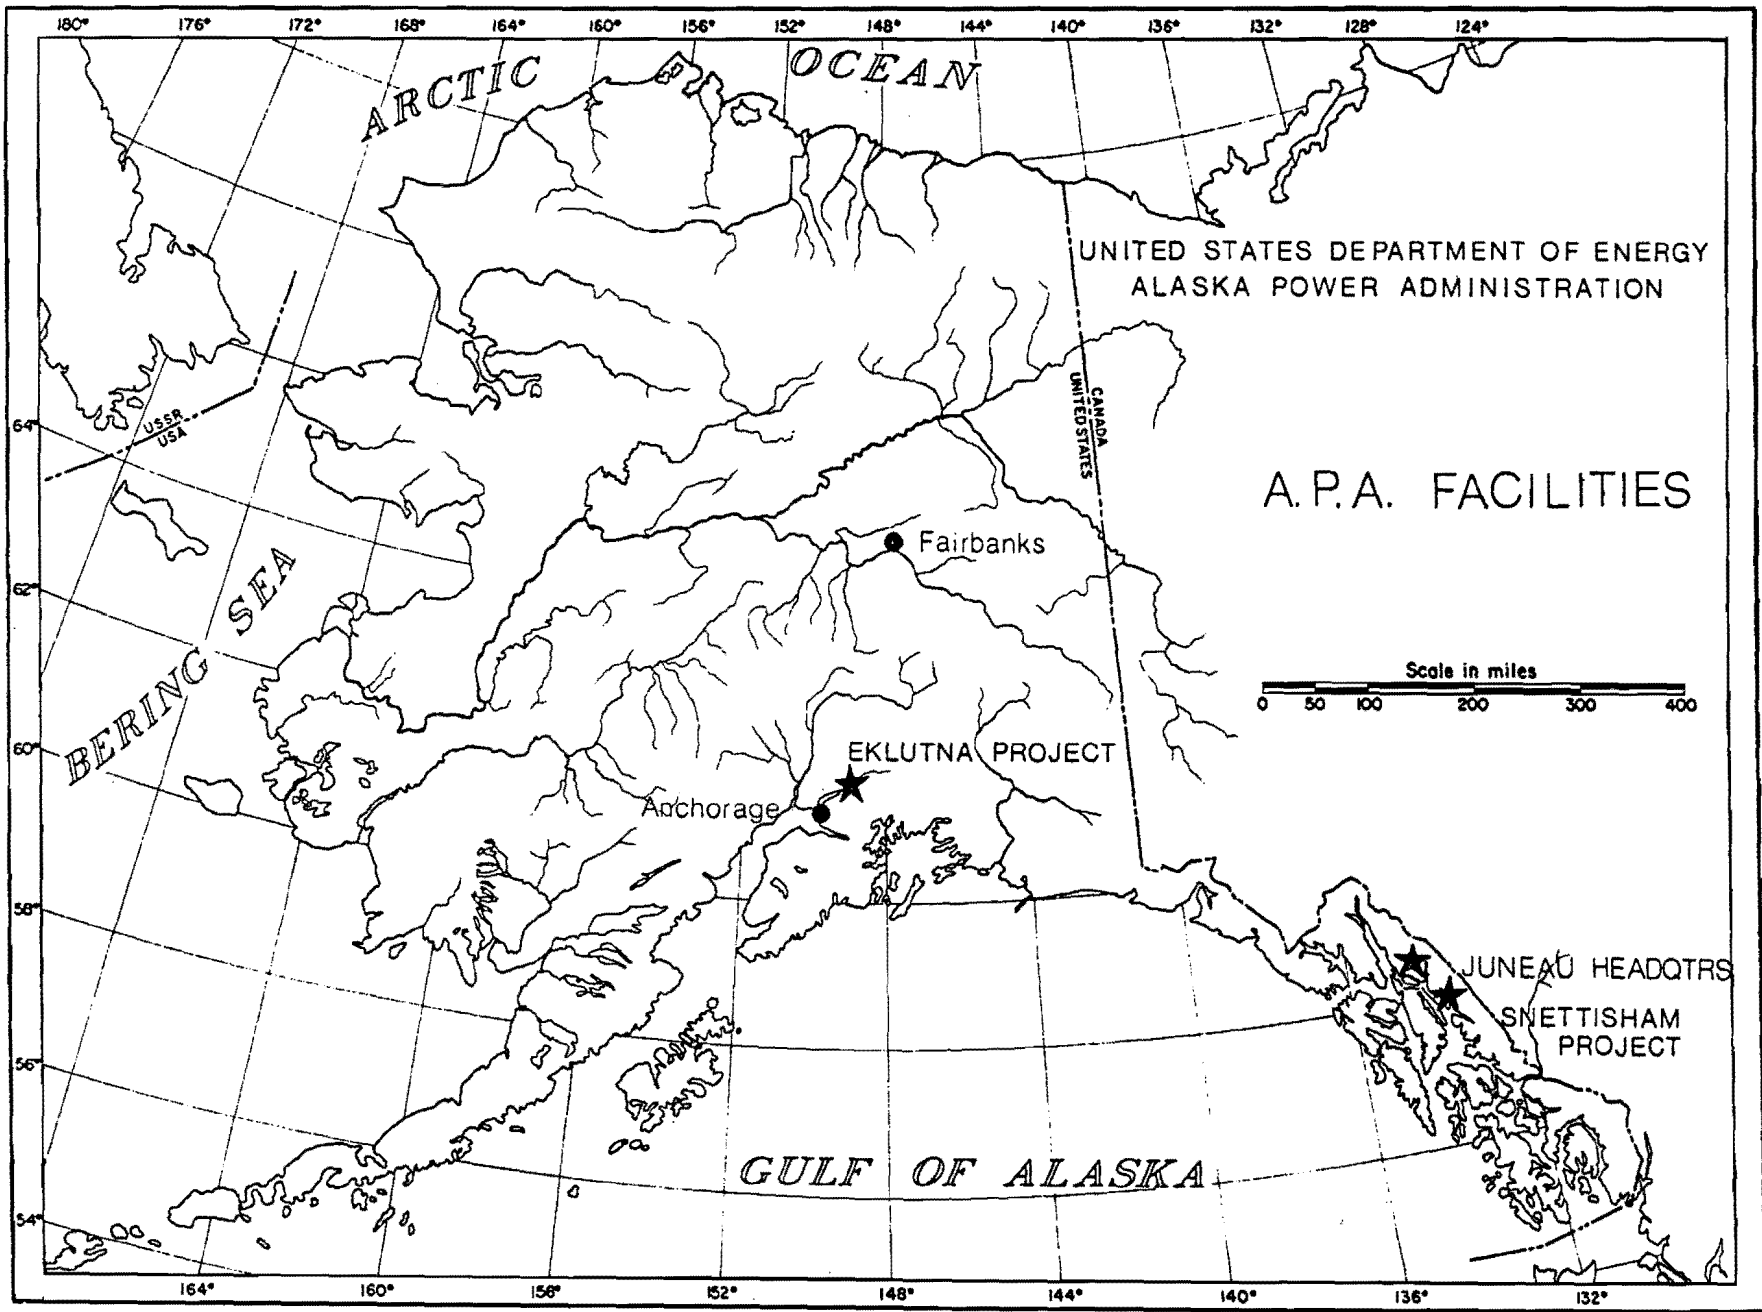 180° 176° 172° 168° 164° 160° 156° 152° 148° 144° 140° 136° 132° 128° 124°
ARCTIC OCEAN
UNITED STATES DEPARTMENT OF ENERGY
ALASKA POWER ADMINISTRATION
CANADA
UNITED STATES
USSR
USA
64°
A.P.A. FACILITIES
Fairbanks
62°
BERING SEA
Scale in miles
0 50 100 200 300 400
60°
EKLUTNA PROJECT
Anchorage
58°
JUNEAU HEADQTRS
SNETTISHAM
PROJECT
56°
GULF OF ALASKA
54°
164° 160° 156° 152° 148° 144° 140° 136° 132°